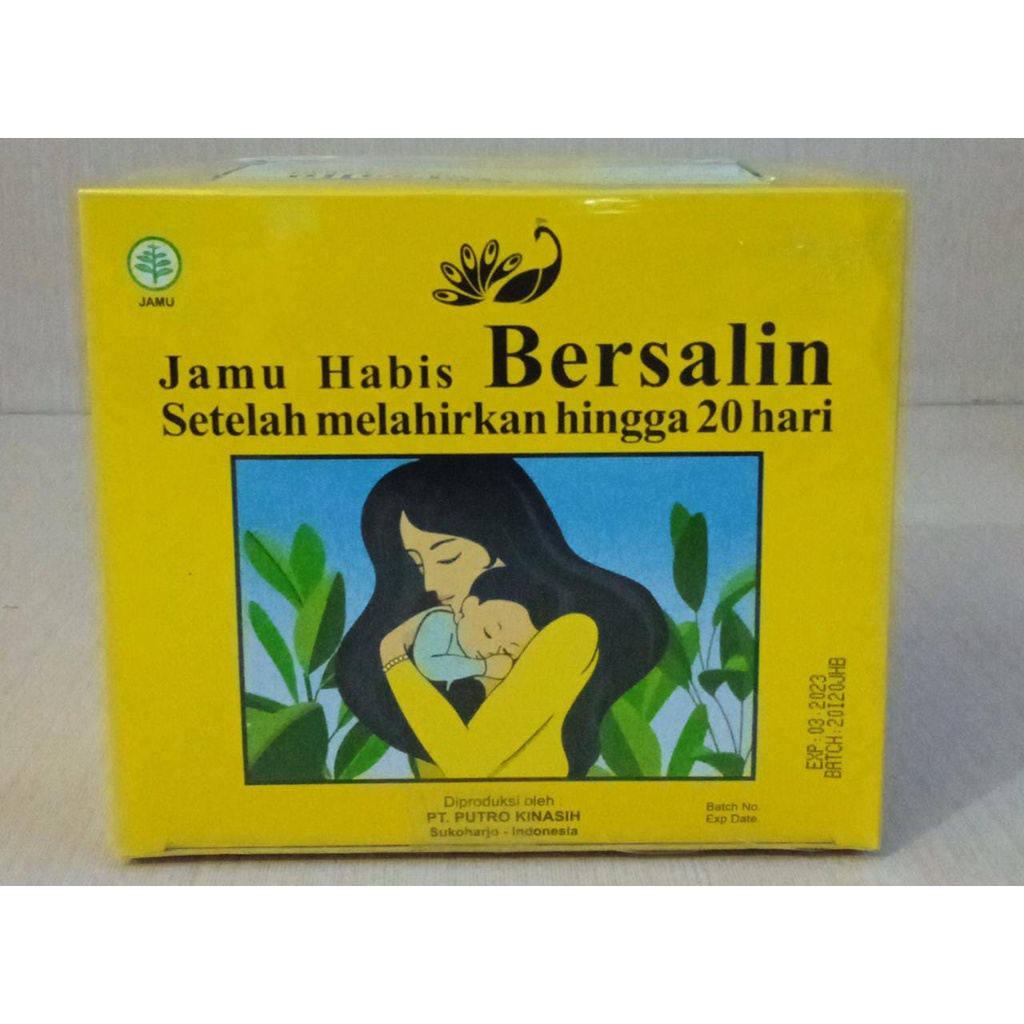 JAMU
Jamu Habis Bersalin
Setelah melahirkan hingga 20 hari
EXP: 03 2023
BATCH: 20I20JHB
Diproduksi oleh :
PT. PUTRO KINASIH
Sukoharjo - Indonesia
Batch No.
Exp Date.